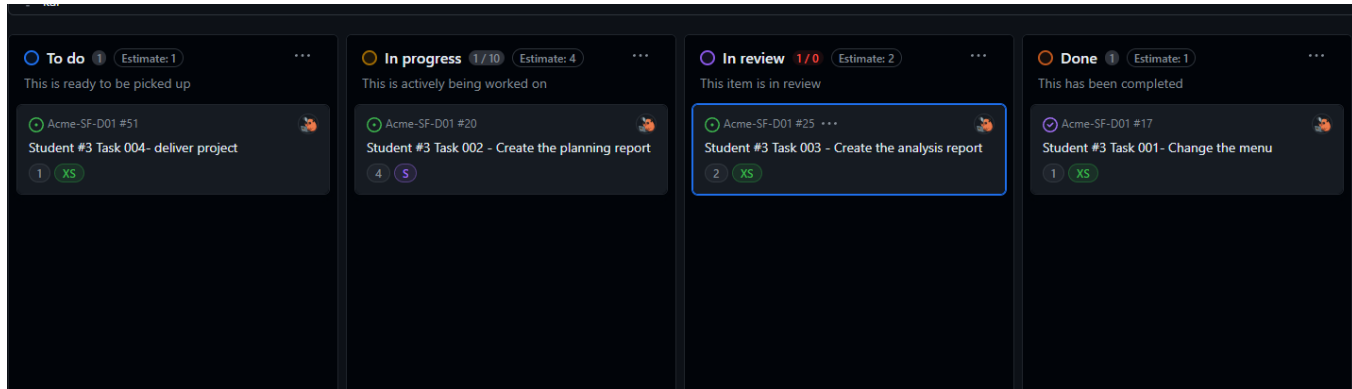 To do 1 Estimate: 1
This is ready to be picked up
Acme-SF-D01 #51
Student #3 Task 004- deliver project
1 XS
In progress 1 / 10 Estimate: 4
This is actively being worked on
Acme-SF-D01 #20
Student #3 Task 002 - Create the planning report
4 S
In review 1 / 0 Estimate: 2
This item is in review
Acme-SF-D01 #25
Student #3 Task 003 - Create the analysis report
2 XS
Done 1 Estimate: 1
This has been completed
Acme-SF-D01 #17
Student #3 Task 001- Change the menu
1 XS